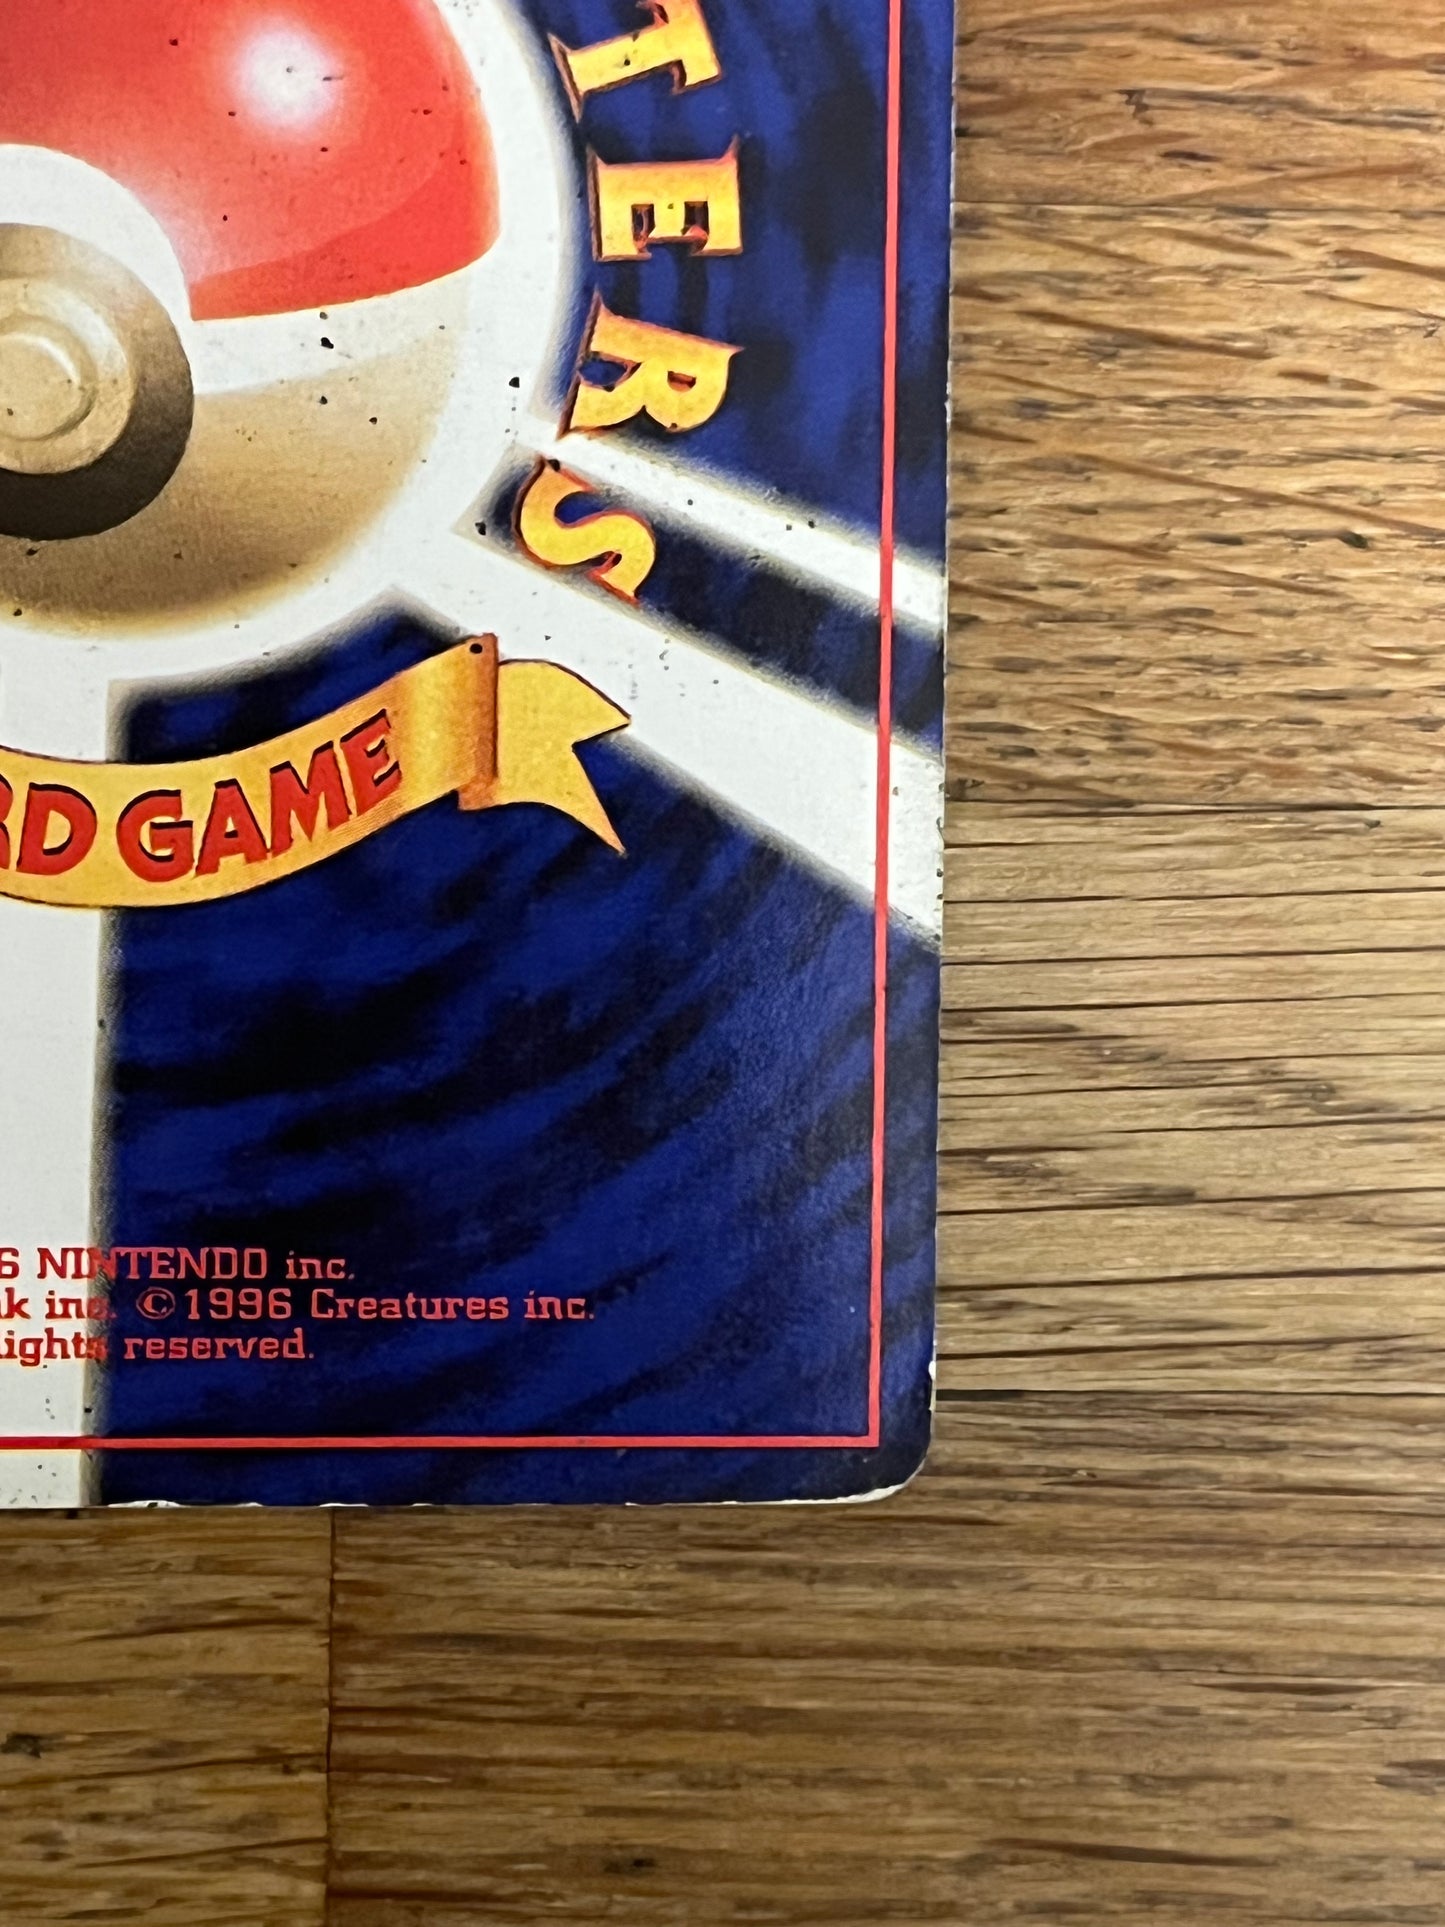 TERS
RD GAME
6 NINTENDO inc.
k inc. ©1996 Creatures inc.
ights reserved.